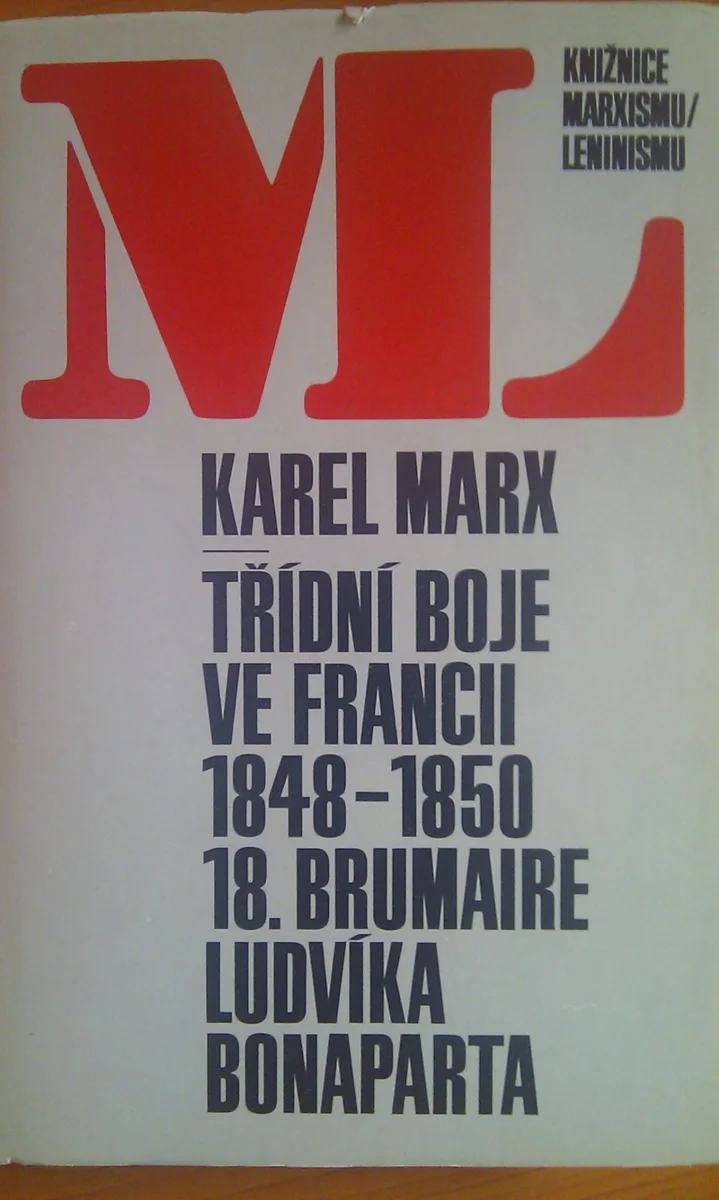 ML
KNIŽNICE
MARXISMU/
LENINISMU
KAREL MARX
TŘÍDNÍ BOJE
VE FRANCII
1848–1850
18. BRUMAIRE
LUDVÍKA
BONAPARTA